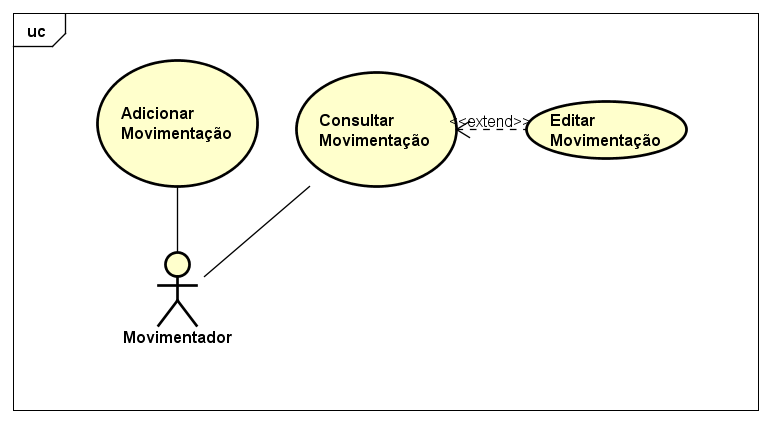 uc
Adicionar
Movimentação
Consultar
Movimentação
<<extend>>
Editar
Movimentação
Movimentador